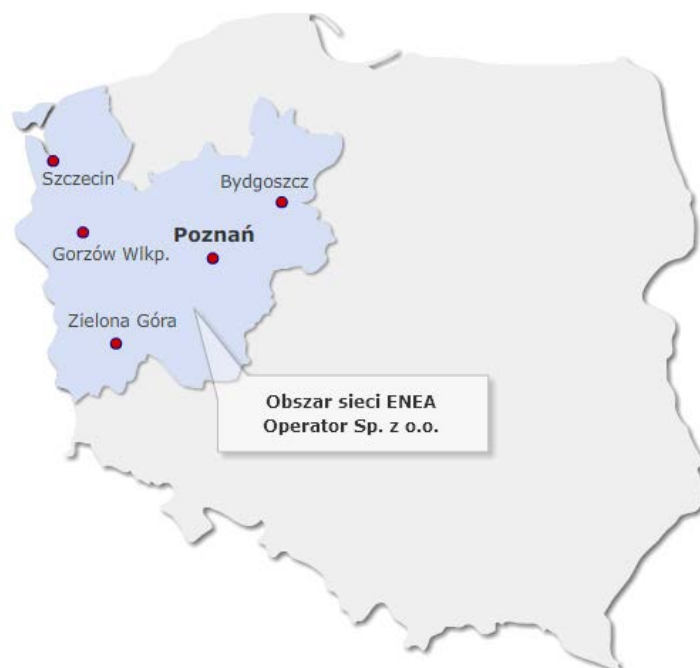 Szczecin
Bydgoszcz
Gorzów Wlkp.
Poznań
Zielona Góra
Obszar sieci ENEA
Operator Sp. z o.o.